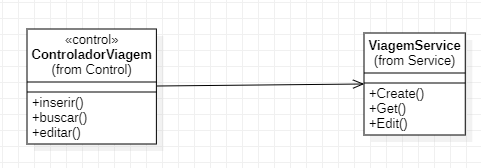 «control»
ControladorViagem
(from Control)
+inserir()
+buscar()
+editar()
ViagemService
(from Service)
+Create()
+Get()
+Edit()